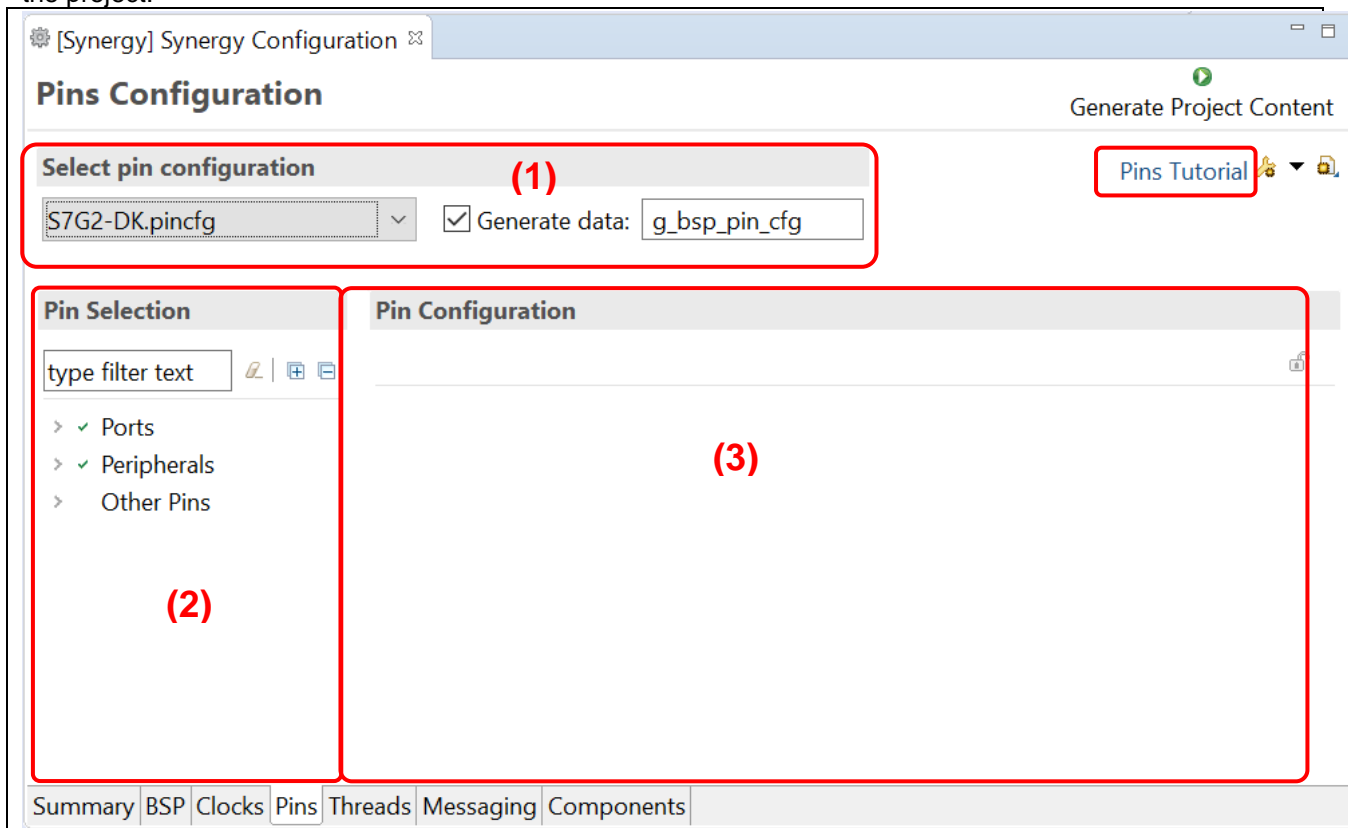 the project.
[Synergy] Synergy Configuration
Pins Configuration
Generate Project Content
Select pin configuration
(1)
Pins Tutorial
S7G2-DK.pincfg
Generate data: g_bsp_pin_cfg
Pin Selection
Pin Configuration
type filter text
Ports
Peripherals
Other Pins
(3)
(2)
Summary BSP Clocks Pins Threads Messaging Components